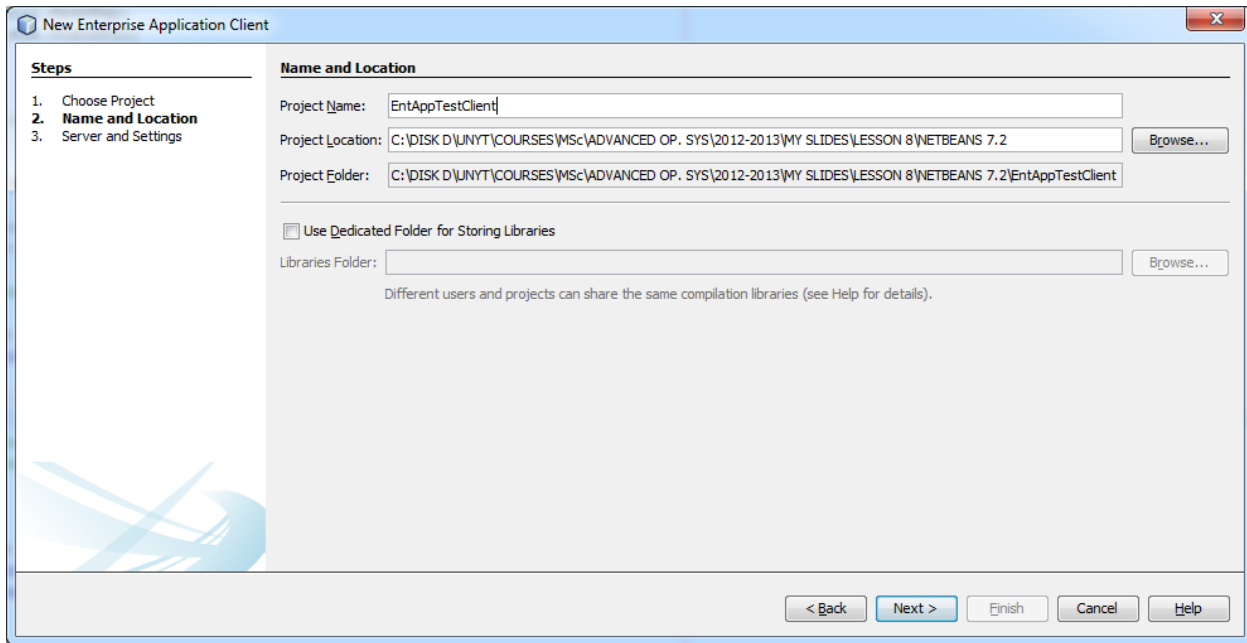 New Enterprise Application Client
Steps
1. Choose Project
2. Name and Location
3. Server and Settings
Name and Location
Project Name: EntAppTestClient
Project Location: C:\DISK D\UNYT\COURSES\MSc\ADVANCED OP. SYS\2012-2013\MY SLIDES\LESSON 8\NETBEANS 7.2 Browse...
Project Folder: C:\DISK D\UNYT\COURSES\MSc\ADVANCED OP. SYS\2012-2013\MY SLIDES\LESSON 8\NETBEANS 7.2\EntAppTestClient
Use Dedicated Folder for Storing Libraries
Libraries Folder: Browse...
Different users and projects can share the same compilation libraries (see Help for details).
< Back Next > Finish Cancel Help